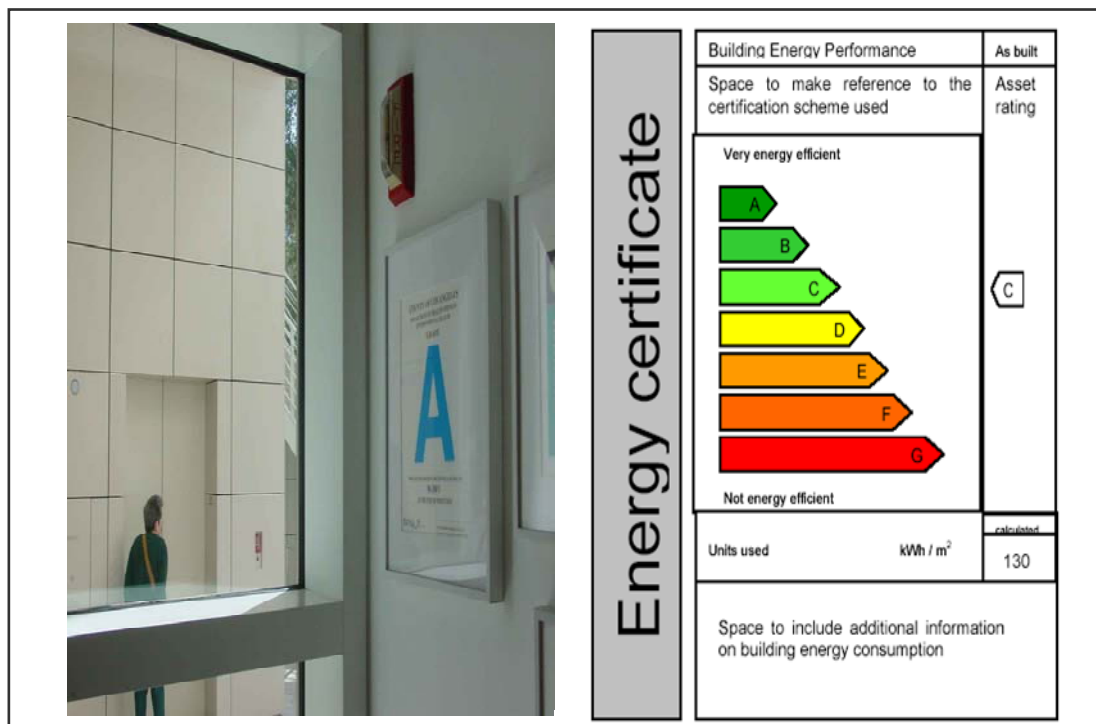 FIRE
A
Energy certificate
Building Energy Performance
As built
Space to make reference to the
certification scheme used
Asset
rating
Very energy efficient
A
B
C
D
E
F
G
C
Not energy efficient
calculated
Units used
kWh / m²
130
Space to include additional information
on building energy consumption